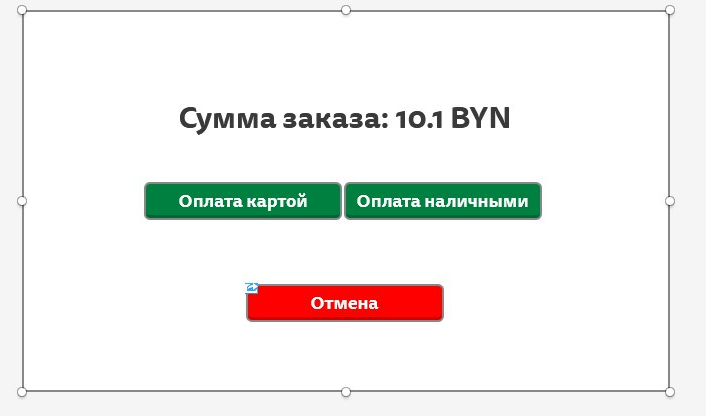 Сумма заказа: 10.1 BYN
Оплата картой Оплата наличными
Отмена